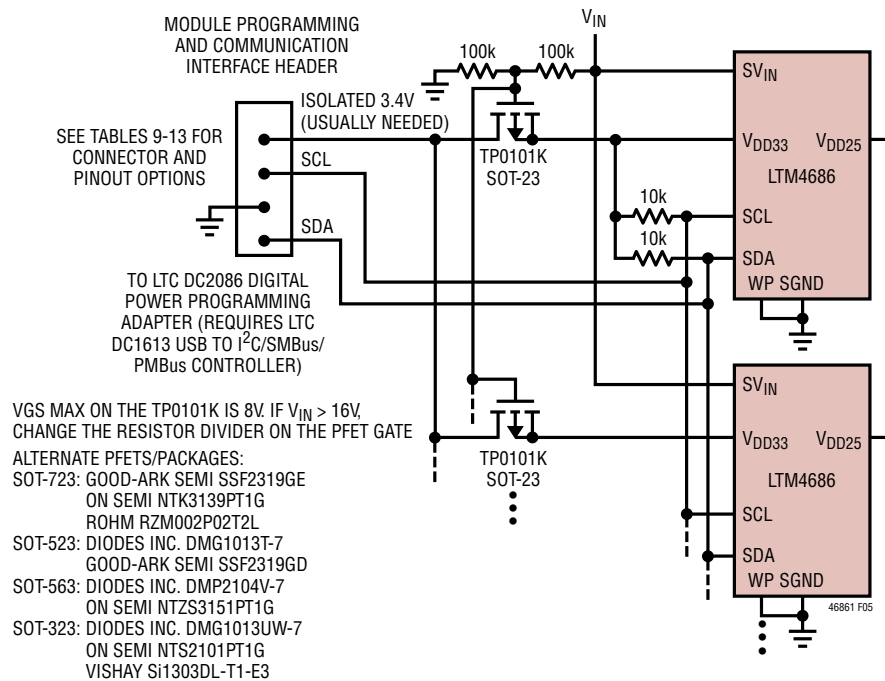 MODULE PROGRAMMING
AND COMMUNICATION
INTERFACE HEADER
V_IN
100k
100k
SV_IN
ISOLATED 3.4V
(USUALLY NEEDED)
SEE TABLES 9-13 FOR
CONNECTOR AND
PINOUT OPTIONS
V_DD33
V_DD25
TP0101K
SOT-23
LTM4686
SCL
10k
SCL
10k
SDA
SDA
WP SGND
TO LTC DC2086 DIGITAL
POWER PROGRAMMING
ADAPTER (REQUIRES LTC
DC1613 USB TO I²C/SMBus/
PMBus CONTROLLER)
SV_IN
VGS MAX ON THE TP0101K IS 8V. IF V_IN > 16V,
CHANGE THE RESISTOR DIVIDER ON THE PFET GATE
V_DD33
V_DD25
TP0101K
SOT-23
LTM4686
SCL
SDA
WP SGND
ALTERNATE PFETS/PACKAGES:
SOT-723: GOOD-ARK SEMI SSF2319GE
ON SEMI NTK3139PT1G
ROHM RZM002P02T2L
SOT-523: DIODES INC. DMG1013T-7
GOOD-ARK SEMI SSF2319GD
SOT-563: DIODES INC. DMP2104V-7
ON SEMI NTZS3151PT1G
SOT-323: DIODES INC. DMG1013UW-7
ON SEMI NTS2101PT1G
VISHAY Si1303DL-T1-E3
46861 F05